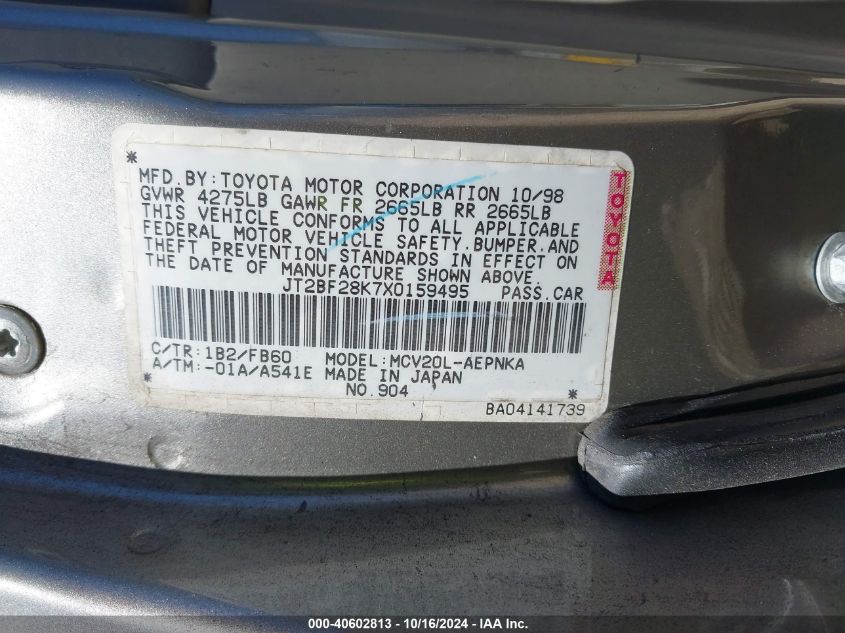 MFD. BY: TOYOTA MOTOR CORPORATION 10/98
GVWR 4275LB GAWR FR 2665LB RR 2665LB
THIS VEHICLE CONFORMS TO ALL APPLICABLE
FEDERAL MOTOR VEHICLE SAFETY, BUMPER, AND
THEFT PREVENTION STANDARDS IN EFFECT ON
THE DATE OF MANUFACTURE SHOWN ABOVE.
JT2BF28K7X0159495 PASS. CAR
C/TR: 1B2/FB60 MODEL: MCV20L-AEPNKA
A/TM: -01A/A541E MADE IN JAPAN
NO. 904
BA04141739
TOYOTA
000-40602813 - 10/16/2024 - IAA Inc.